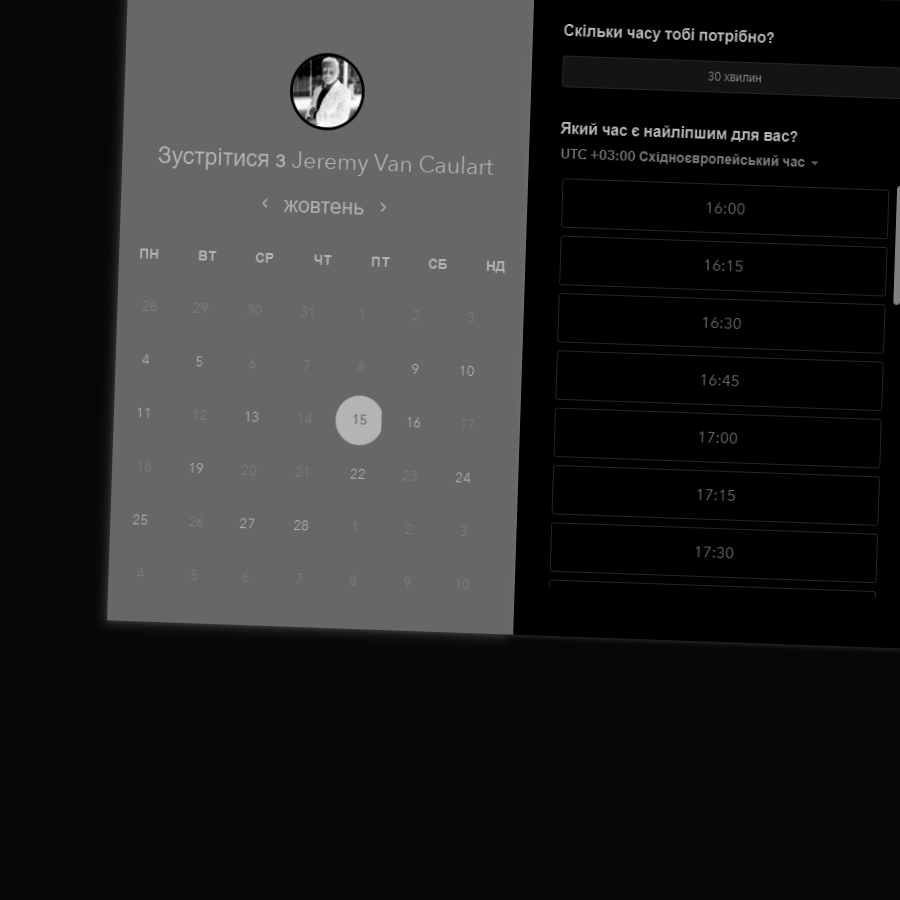 Зустрітися з Jeremy Van Caulart
‹ жовтень ›
ПН ВТ СР ЧТ ПТ СБ НД
28 29 30 31 1 2 3
4 5 6 7 8 9 10
11 12 13 14 15 16 17
18 19 20 21 22 23 24
25 26 27 28 1 2 3
4 5 6 7 8 9 10
Скільки часу тобі потрібно?
30 хвилин
Який час є найліпшим для вас?
UTC +03:00 Східноєвропейський час
16:00
16:15
16:30
16:45
17:00
17:15
17:30